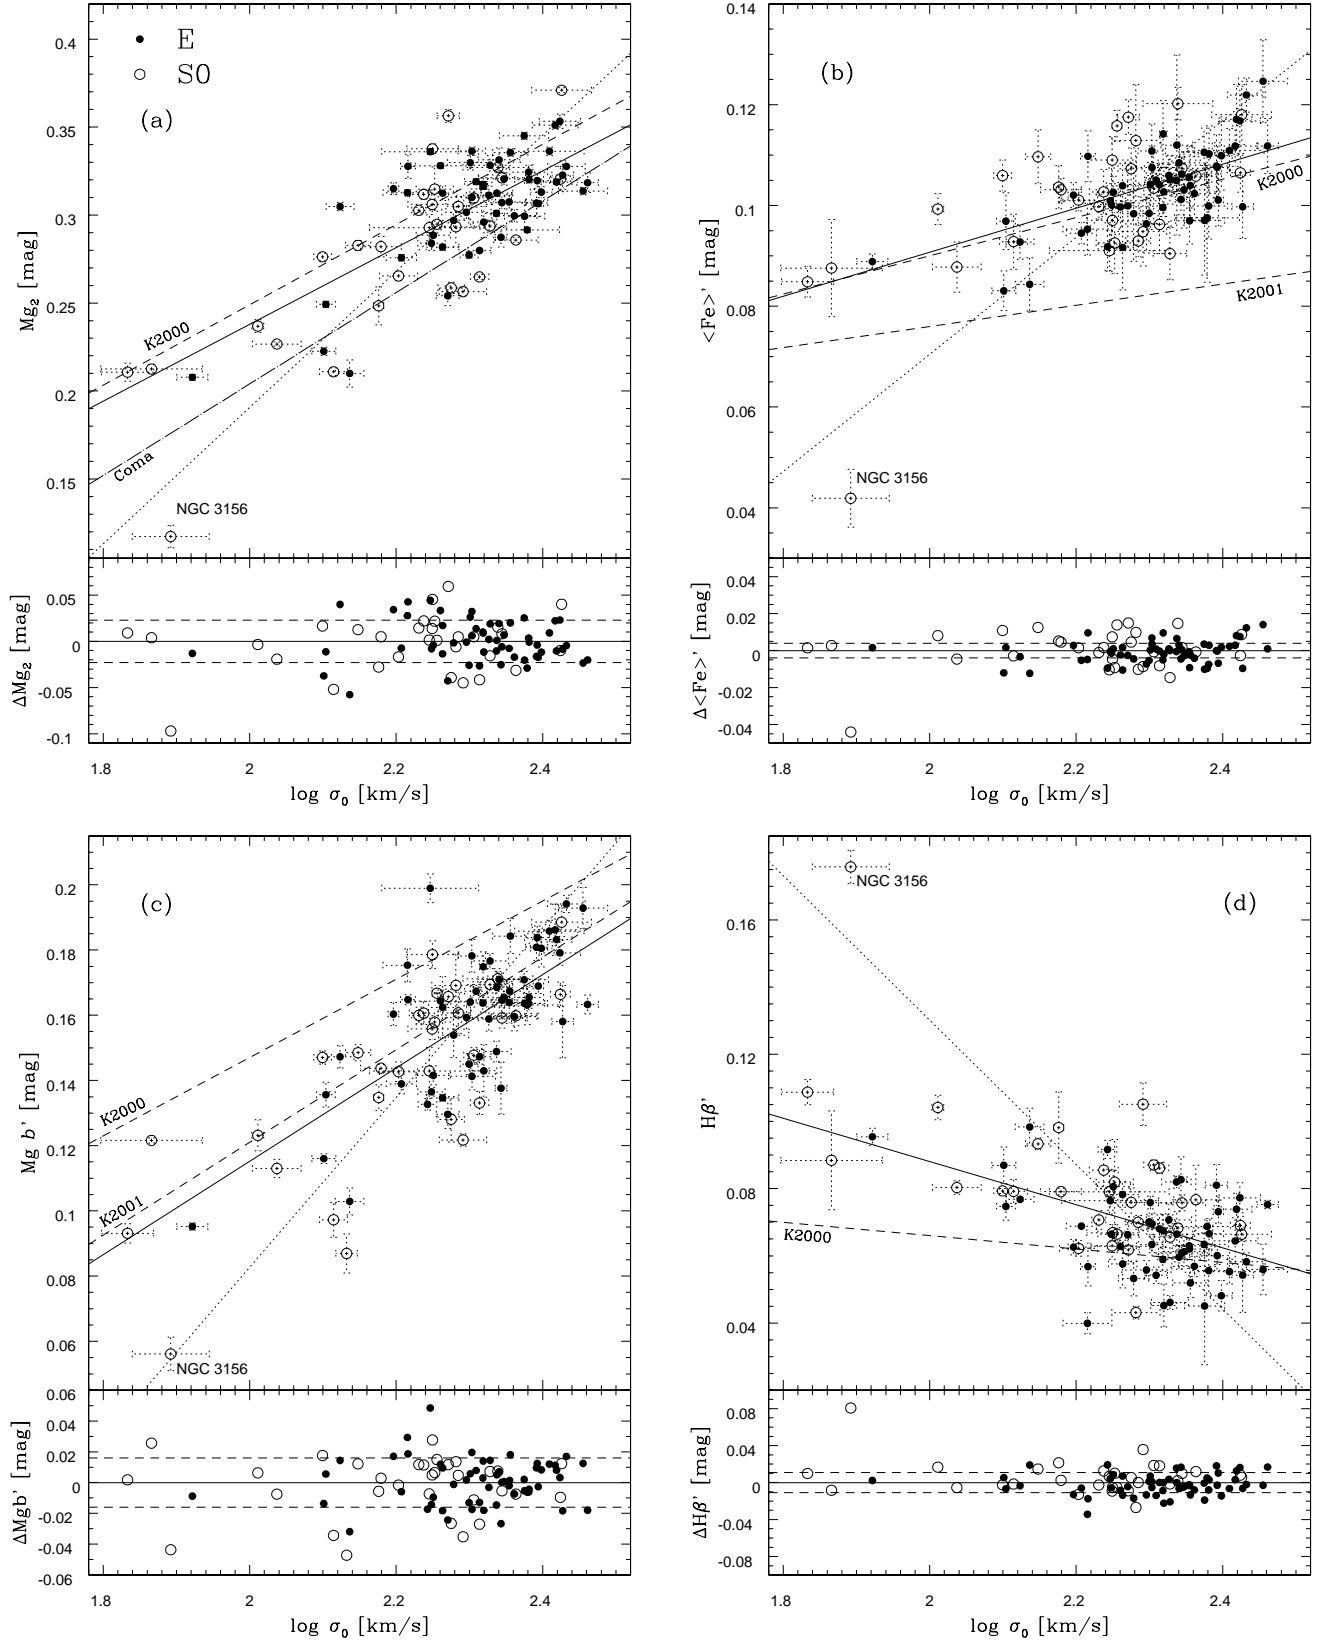 E
S0
(a)
0.4
0.35
0.3
0.25
0.2
0.15
Mg2 [mag]
K2000
Coma
NGC 3156
0.05
0
-0.05
-0.1
ΔMg2 [mag]
1.8
2
2.2
2.4
log σ0 [km/s]
(b)
0.14
0.12
0.1
0.08
0.06
0.04
<Fe>' [mag]
K2000
K2001
NGC 3156
0.04
0.02
0
-0.02
-0.04
Δ<Fe>' [mag]
1.8
2
2.2
2.4
log σ0 [km/s]
(c)
0.2
0.18
0.16
0.14
0.12
0.1
0.08
0.06
Mg b' [mag]
K2000
K2001
NGC 3156
0.06
0.04
0.02
0
-0.02
-0.04
-0.06
ΔMgb' [mag]
1.8
2
2.2
2.4
log σ0 [km/s]
(d)
0.16
0.12
0.08
0.04
Hβ'
NGC 3156
K2000
0.08
0.04
0
-0.04
-0.08
ΔHβ' [mag]
1.8
2
2.2
2.4
log σ0 [km/s]